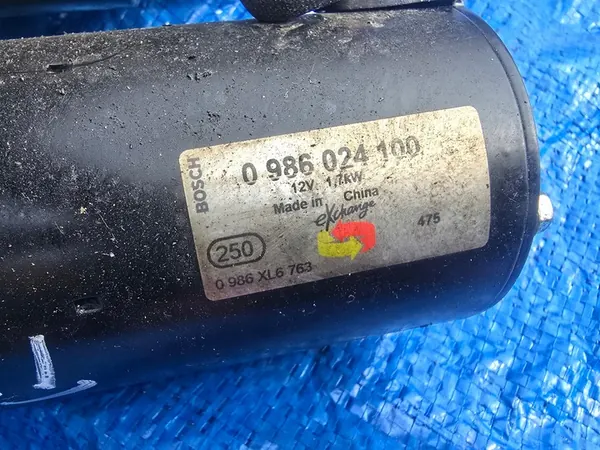 BOSCH
0 986 024 100
12V 1,7kW
Made in China
eXchange
475
250
0 986 XL6 763